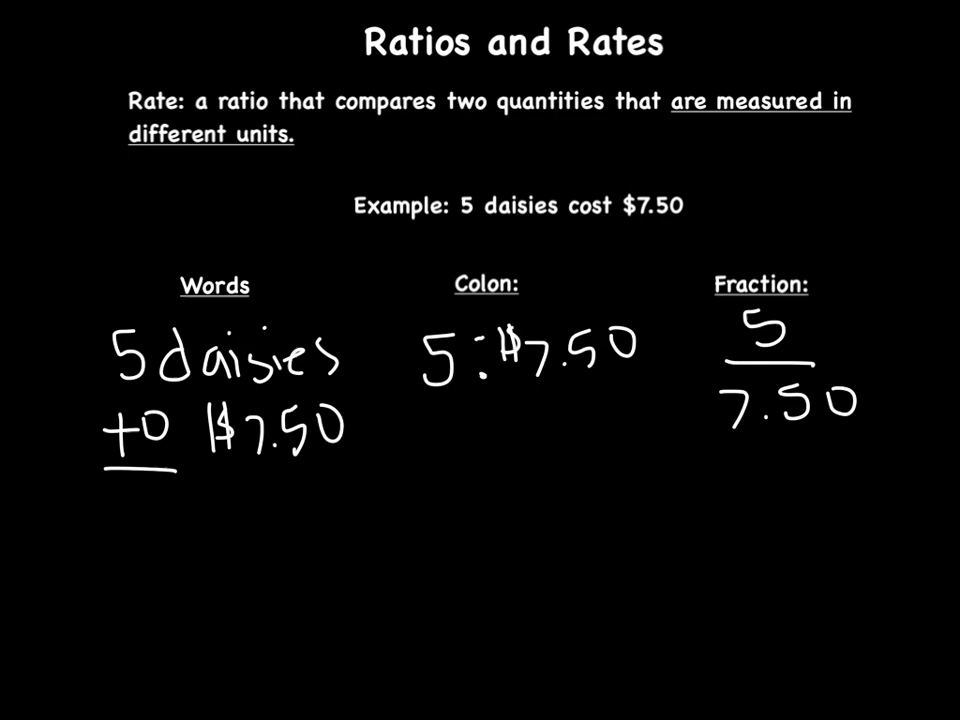 Ratios and Rates
Rate: a ratio that compares two quantities that are measured in
different units.
Example: 5 daisies cost $7.50
Words
Colon:
Fraction:
5 daisies
to $7.50
5:$7.50
5
7.50